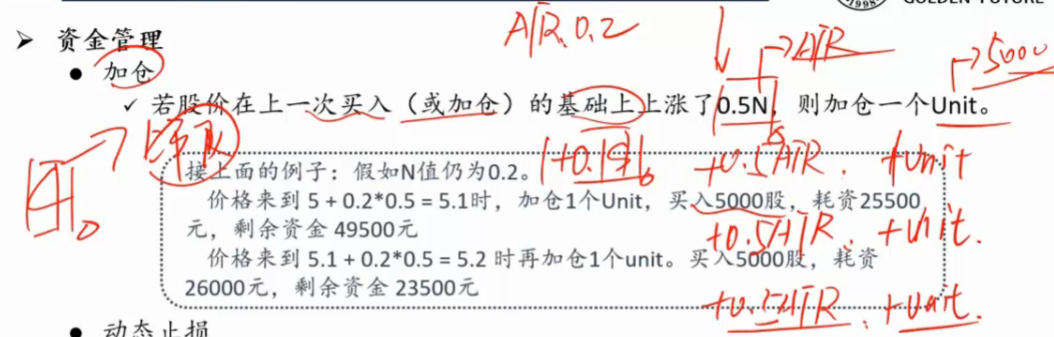 GOLDEN FUTURE
1998
➢ 资金管理
ATR 0.2
→ATR
→5000
● 加仓
✓ 若股价在上一次买入（或加仓）的基础上上涨了0.5N，则加仓一个Unit。
接上面的例子：假如N值仍为0.2。
+0.5ATR. +Unit
价格来到 5 + 0.2*0.5 = 5.1时，加仓1个Unit，买入5000股，耗资25500
元，剩余资金 49500元
+0.5ATR. +Unit.
价格来到 5.1 + 0.2*0.5 = 5.2 时再加仓1个unit。买入5000股，耗资
26000元，剩余资金 23500元
+0.5ATR. +Unit.
● 动态止损